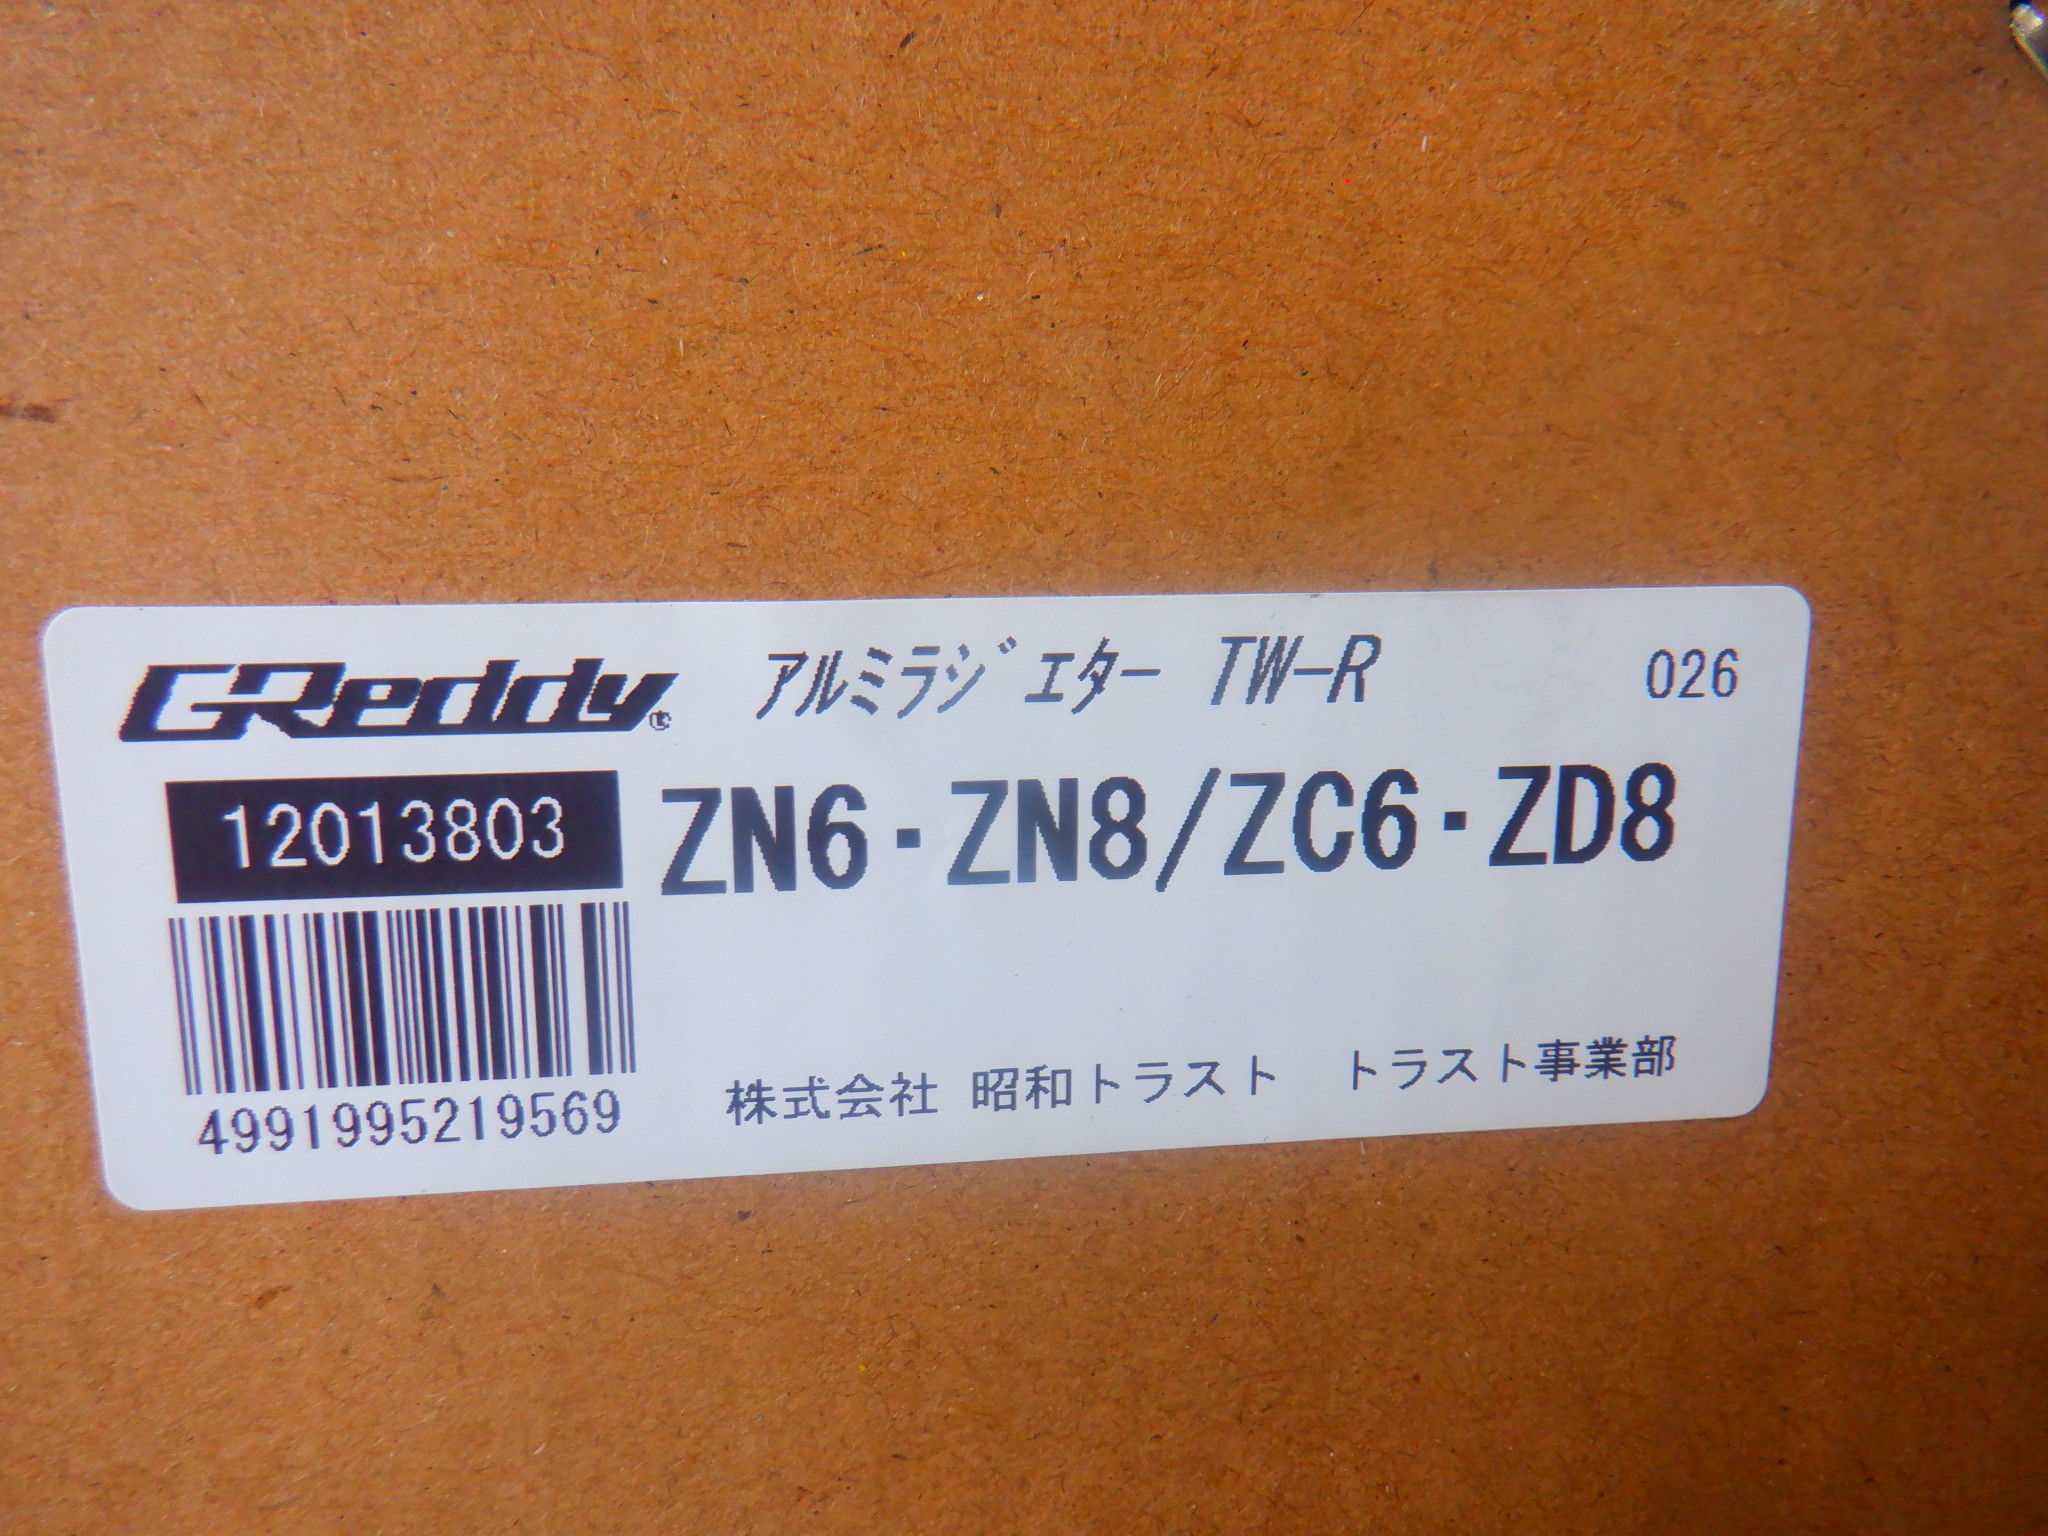 GReddy® ｱﾙﾐﾗｼﾞｴﾀｰ TW-R 026
12013803 ZN6・ZN8/ZC6・ZD8
4991995219569
株式会社 昭和トラスト　トラスト事業部